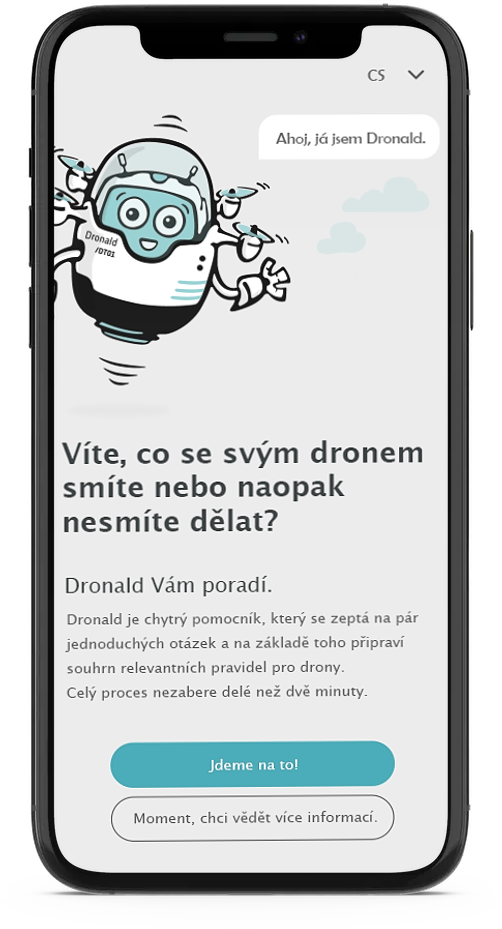 CS
Ahoj, já jsem Dronald.
Dronald
/DT01
Víte, co se svým dronem
smíte nebo naopak
nesmíte dělat?
Dronald Vám poradí.
Dronald je chytrý pomocník, který se zeptá na pár
jednoduchých otázek a na základě toho připraví
souhrn relevantních pravidel pro drony.
Celý proces nezabere delé než dvě minuty.
Jdeme na to!
Moment, chci vědět více informací.